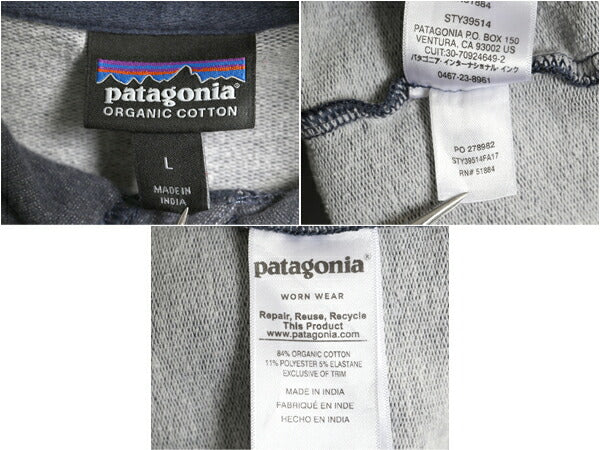 patagonia®
ORGANIC COTTON
L
MADE IN
INDIA
51884
STY39514
PATAGONIA PO. BOX 150
VENTURA, CA 93002 US
CUIT:30-70924649-2
パタゴニア・インターナショナル・インク
0467-23-8961
PO 278982
STY39514FA17
RN# 51884
patagonia®
WORN WEAR
Repair, Reuse, Recycle
This Product
www.patagonia.com
84% ORGANIC COTTON
11% POLYESTER 5% ELASTANE
EXCLUSIVE OF TRIM
MADE IN INDIA
FABRIQUÉ EN INDE
HECHO EN INDIA